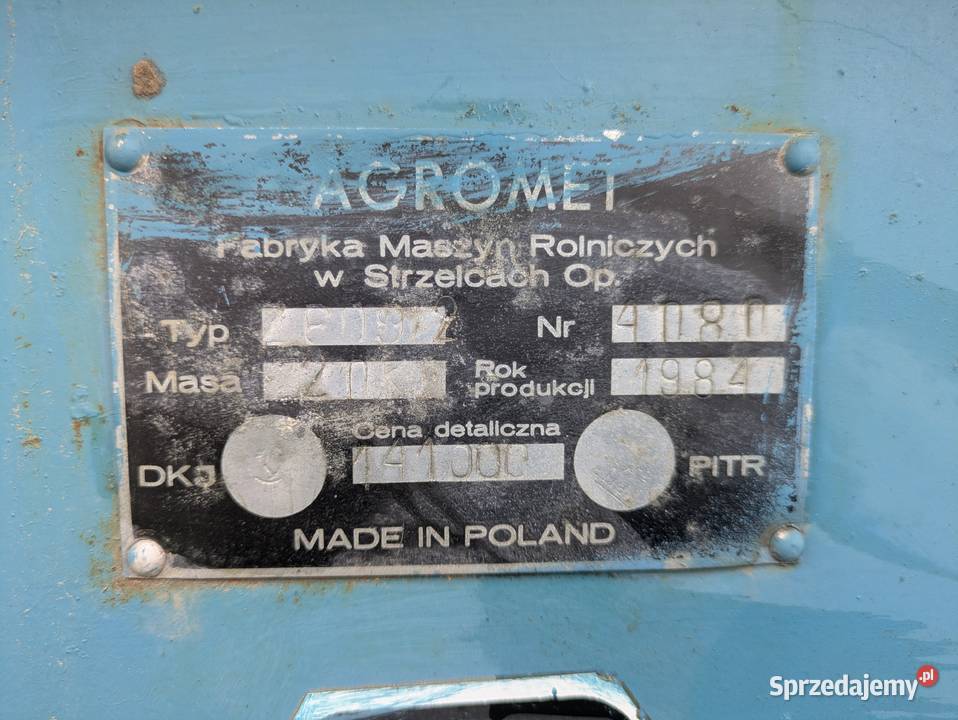 AGROMET
Fabryka Maszyn Rolniczych
w Strzelcach Op.
Typ Nr 4080
Masa Rok produkcji 1984
Cena detaliczna
DKJ 141000 PITR
MADE IN POLAND
Sprzedajemy.pl